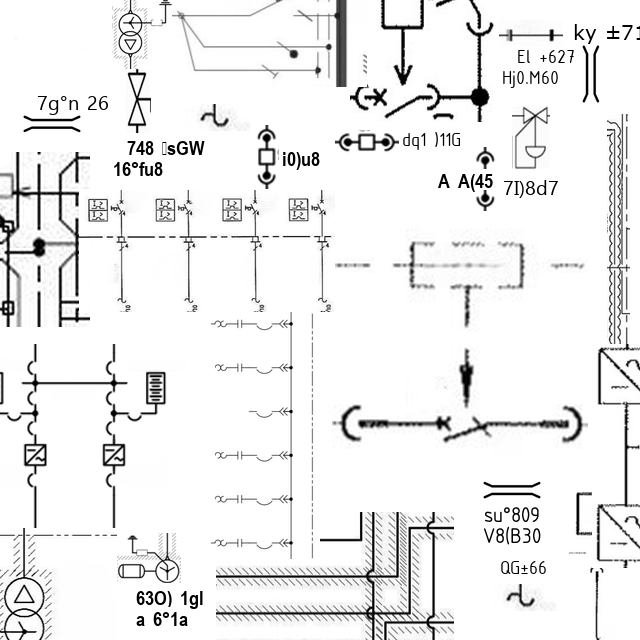 ky ±71
El +627
Hj0.M60
7g°n 26
748 sGW
16°fu8
i0)u8
dq1 )11G
A A(45
7I)8d7
su°809
V8(B30
QG±66
63O) 1gl
a 6°1a